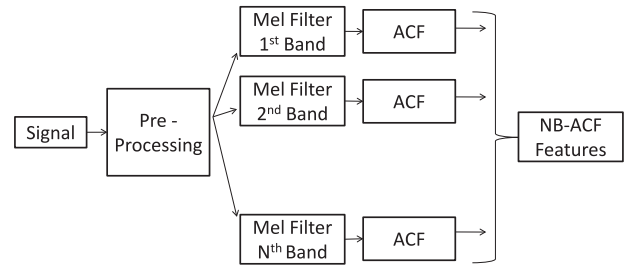 Signal
Pre -
Processing
Mel Filter
1st Band
ACF
Mel Filter
2nd Band
ACF
Mel Filter
Nth Band
ACF
NB-ACF
Features